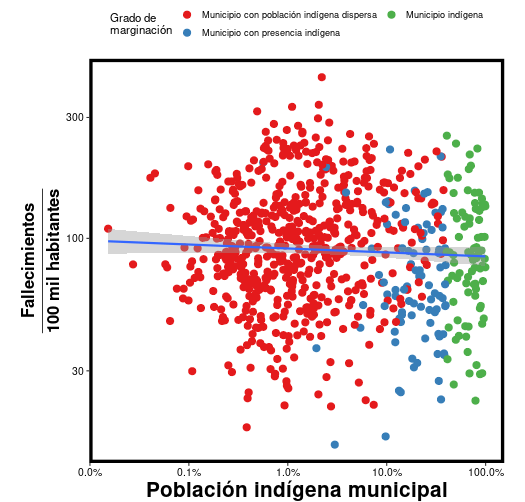 Grado de
marginación
Municipio con población indígena dispersa
Municipio indígena
Municipio con presencia indígena
300
100
30
Fallecimientos
100 mil habitantes
0.0%
0.1%
1.0%
10.0%
100.0%
Población indígena municipal